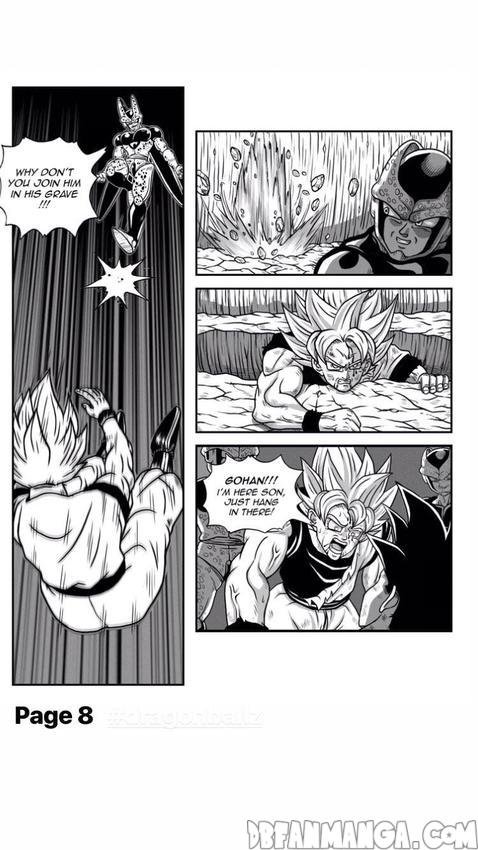 WHY DON'T
YOU JOIN HIM
IN HIS GRAVE
!!!
GOHAN!!!
I'M HERE SON,
JUST HANG
IN THERE!
Page 8 #dragonballz
DBFANMANGA.COM